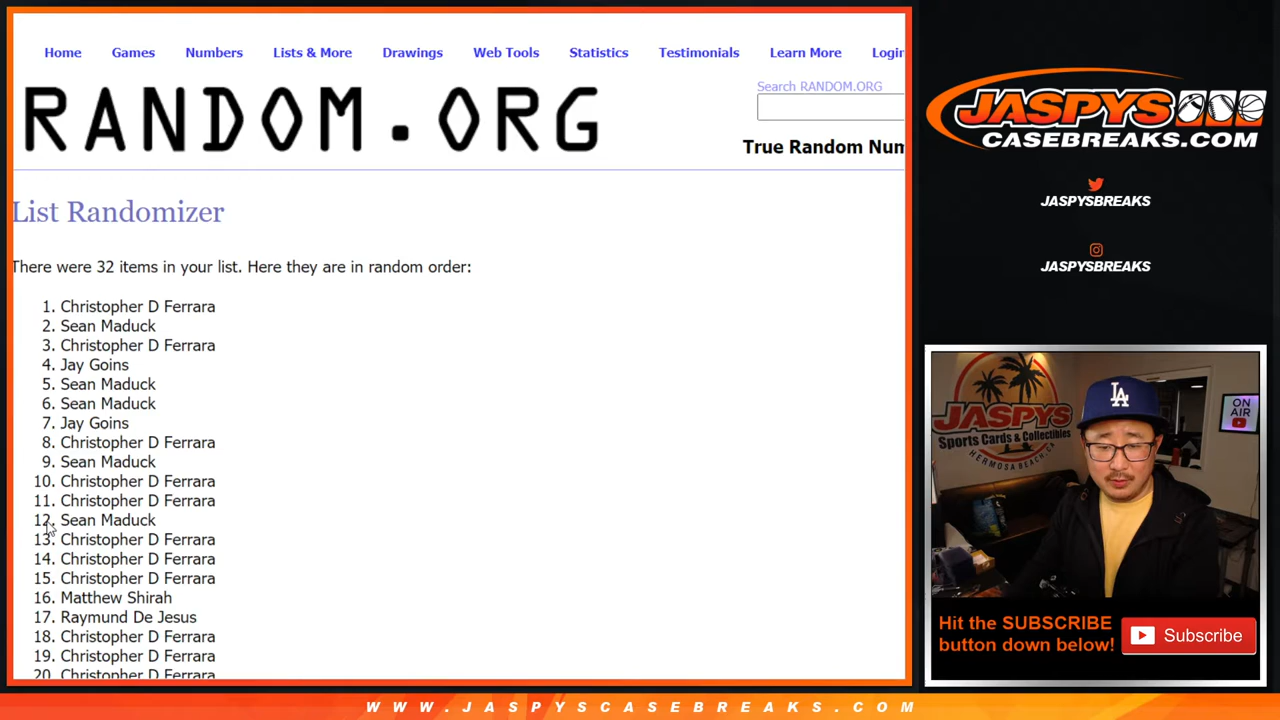 Home Games Numbers Lists & More Drawings Web Tools Statistics Testimonials Learn More Login
RANDOM.ORG
Search RANDOM.ORG
True Random Num
List Randomizer
There were 32 items in your list. Here they are in random order:
1. Christopher D Ferrara
2. Sean Maduck
3. Christopher D Ferrara
4. Jay Goins
5. Sean Maduck
6. Sean Maduck
7. Jay Goins
8. Christopher D Ferrara
9. Sean Maduck
10. Christopher D Ferrara
11. Christopher D Ferrara
12. Sean Maduck
13. Christopher D Ferrara
14. Christopher D Ferrara
15. Christopher D Ferrara
16. Matthew Shirah
17. Raymund De Jesus
18. Christopher D Ferrara
19. Christopher D Ferrara
20. Christopher D Ferrara
JASPYS
CASEBREAKS.COM
JASPYSBREAKS
JASPYSBREAKS
JASPYS
Sports Cards & Collectibles
HERMOSA BEACH, CA
LA
ON
AIR
Hit the SUBSCRIBE
button down below!
Subscribe
WWW.JASPYSCASEBREAKS.COM